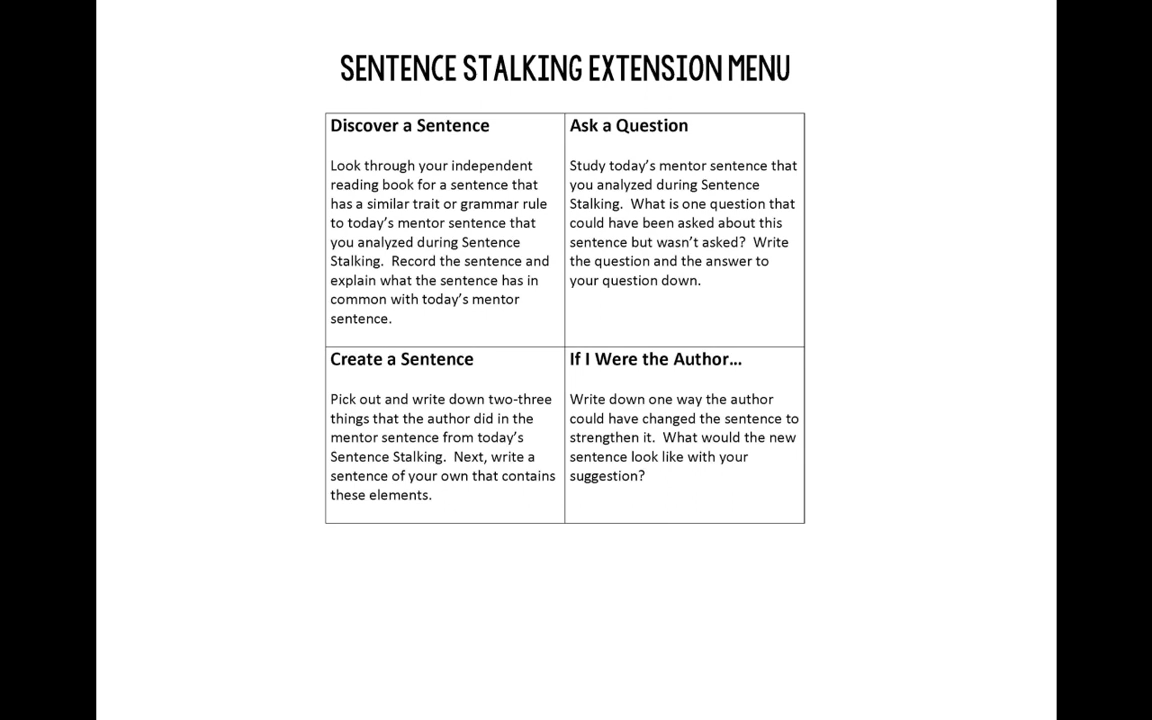 SENTENCE STALKING EXTENSION MENU
Discover a Sentence
Look through your independent
reading book for a sentence that
has a similar trait or grammar rule
to today's mentor sentence that
you analyzed during Sentence
Stalking.  Record the sentence and
explain what the sentence has in
common with today's mentor
sentence.
Ask a Question
Study today's mentor sentence that
you analyzed during Sentence
Stalking.  What is one question that
could have been asked about this
sentence but wasn't asked?  Write
the question and the answer to
your question down.
Create a Sentence
Pick out and write down two-three
things that the author did in the
mentor sentence from today's
Sentence Stalking.  Next, write a
sentence of your own that contains
these elements.
If I Were the Author...
Write down one way the author
could have changed the sentence to
strengthen it.  What would the new
sentence look like with your
suggestion?